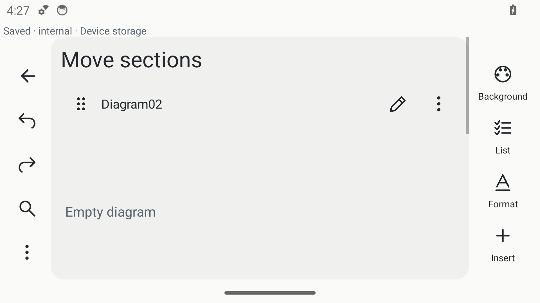 4:27
Saved · internal · Device storage
Move sections
Diagram02
Empty diagram
Background
List
Format
Insert